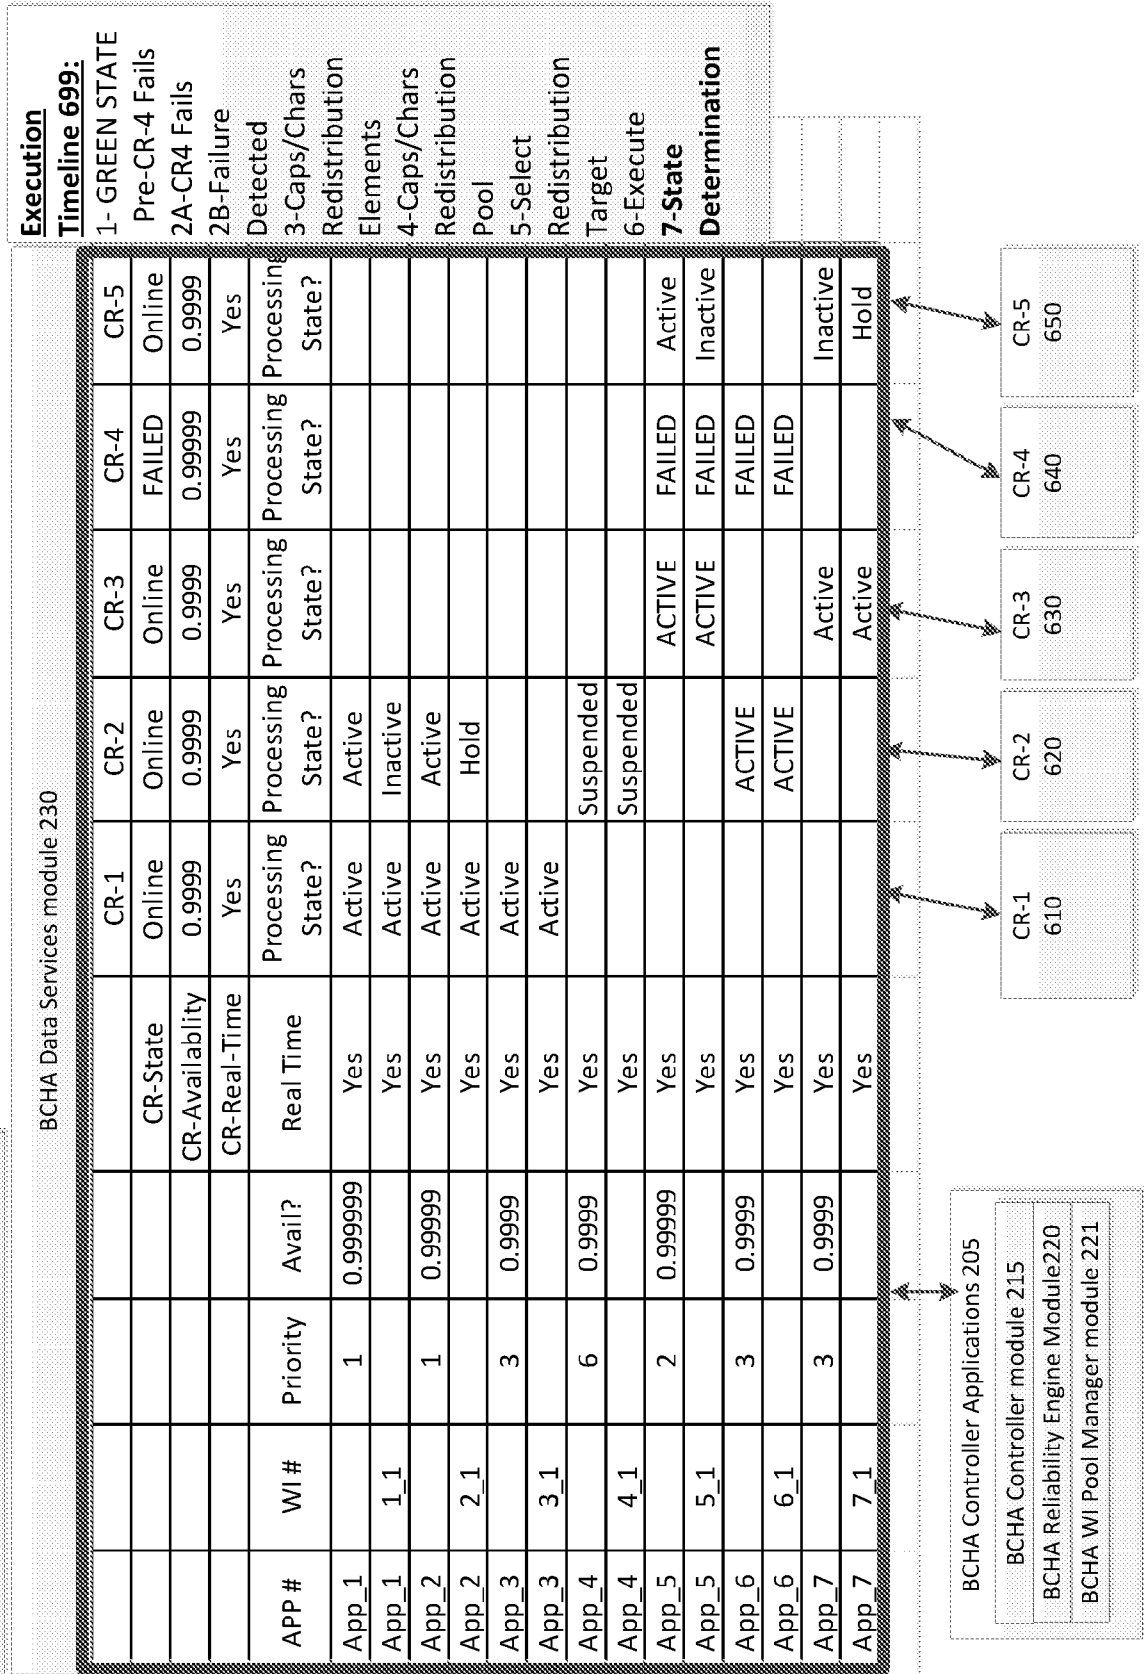 BCHA Data Services module 230
CR-1 CR-2 CR-3 CR-4 CR-5
CR-State Online Online Online FAILED Online
CR-Availablity 0.9999 0.9999 0.9999 0.99999 0.9999
CR-Real-Time Yes Yes Yes Yes Yes
APP # WI # Priority Avail? Real Time Processing State? Processing State? Processing State? Processing State? Processing State?
App_1 1 0.999999 Yes Active Active
App_1 1_1 Yes Active Inactive
App_2 1 0.99999 Yes Active Active
App_2 2_1 Yes Active Hold
App_3 3 0.9999 Yes Active
App_3 3_1 Yes Active
App_4 6 0.9999 Yes Suspended
App_4 4_1 Yes Suspended
App_5 2 0.99999 Yes ACTIVE FAILED Active
App_5 5_1 Yes ACTIVE FAILED Inactive
App_6 3 0.9999 Yes ACTIVE FAILED
App_6 6_1 Yes ACTIVE FAILED
App_7 3 0.9999 Yes Active Inactive
App_7 7_1 Yes Active Hold
Execution
Timeline 699:
1- GREEN STATE
Pre-CR-4 Fails
2A-CR4 Fails
2B-Failure
Detected
3-Caps/Chars
Redistribution
Elements
4-Caps/Chars
Redistribution
Pool
5-Select
Redistribution
Target
6-Execute
7-State
Determination
BCHA Controller Applications 205
BCHA Controller module 215
BCHA Reliability Engine Module220
BCHA WI Pool Manager module 221
CR-1
610
CR-2
620
CR-3
630
CR-4
640
CR-5
650